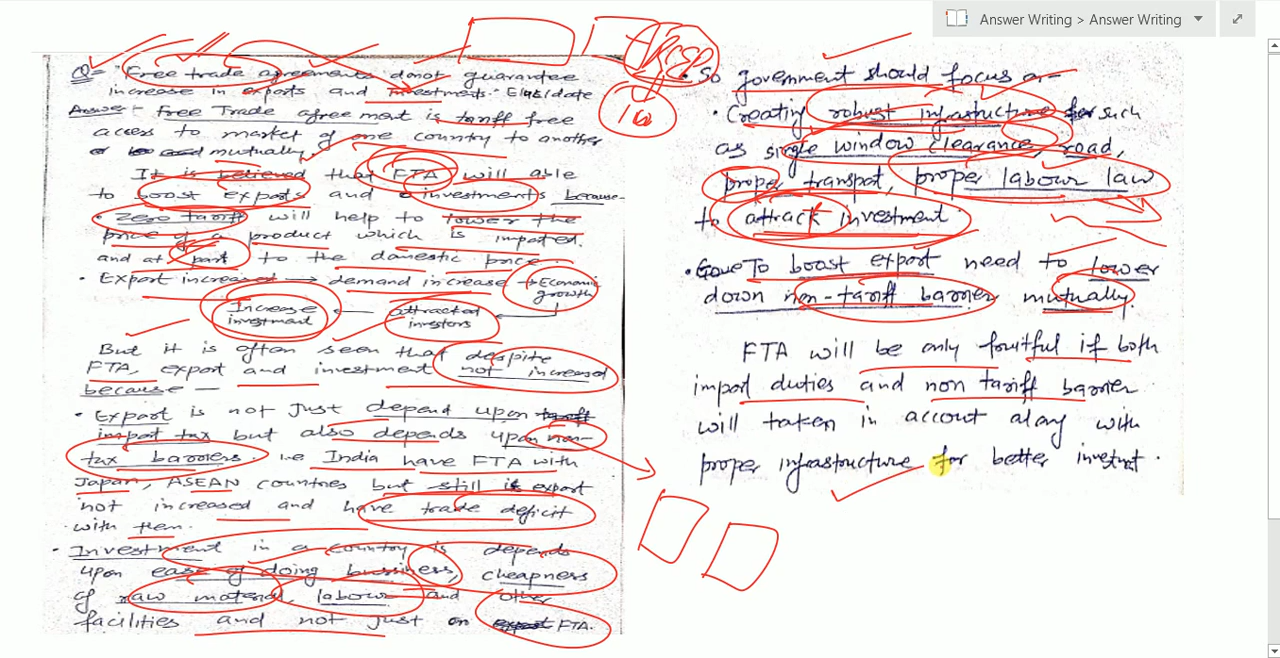 Answer Writing > Answer Writing
Q= "Free trade agreements donot guarantee
increase in exports and investments." Elucidate
Answer:- Free Trade agreement is tariff free
access to market of one country to another
mutually.
It is believed that FTA will able
to boost exports and investments because
• Zero tariff will help to lower the
price of a product which is imported.
and at part to the domestic price.
• Export increased → demand increase → Economic
growth
Increase ← attracted
investment investors
But it is often seen that despite
FTA, export and investment not increased
because —
• Export is not just depend upon tariff
import tax but also depends upon non-
tax barriers. i.e India have FTA with
Japan, ASEAN countries but still is export
not increased and have trade deficit
with them.
• Investment in a country is depends
upon ease of doing bussiness, cheapness
of raw material, labour and other
facilities and not just on export FTA.
• So government should focus on
• Creating robust infrastucture for such
as single window clearance, road,
proper transpot, proper labour law
to attrack investment
• To boost export need to lower
down non-tariff barrier mutually.
FTA will be only fruitful if both
import duties and non tariff barrier
will taken in account along with
proper infrastucture for better